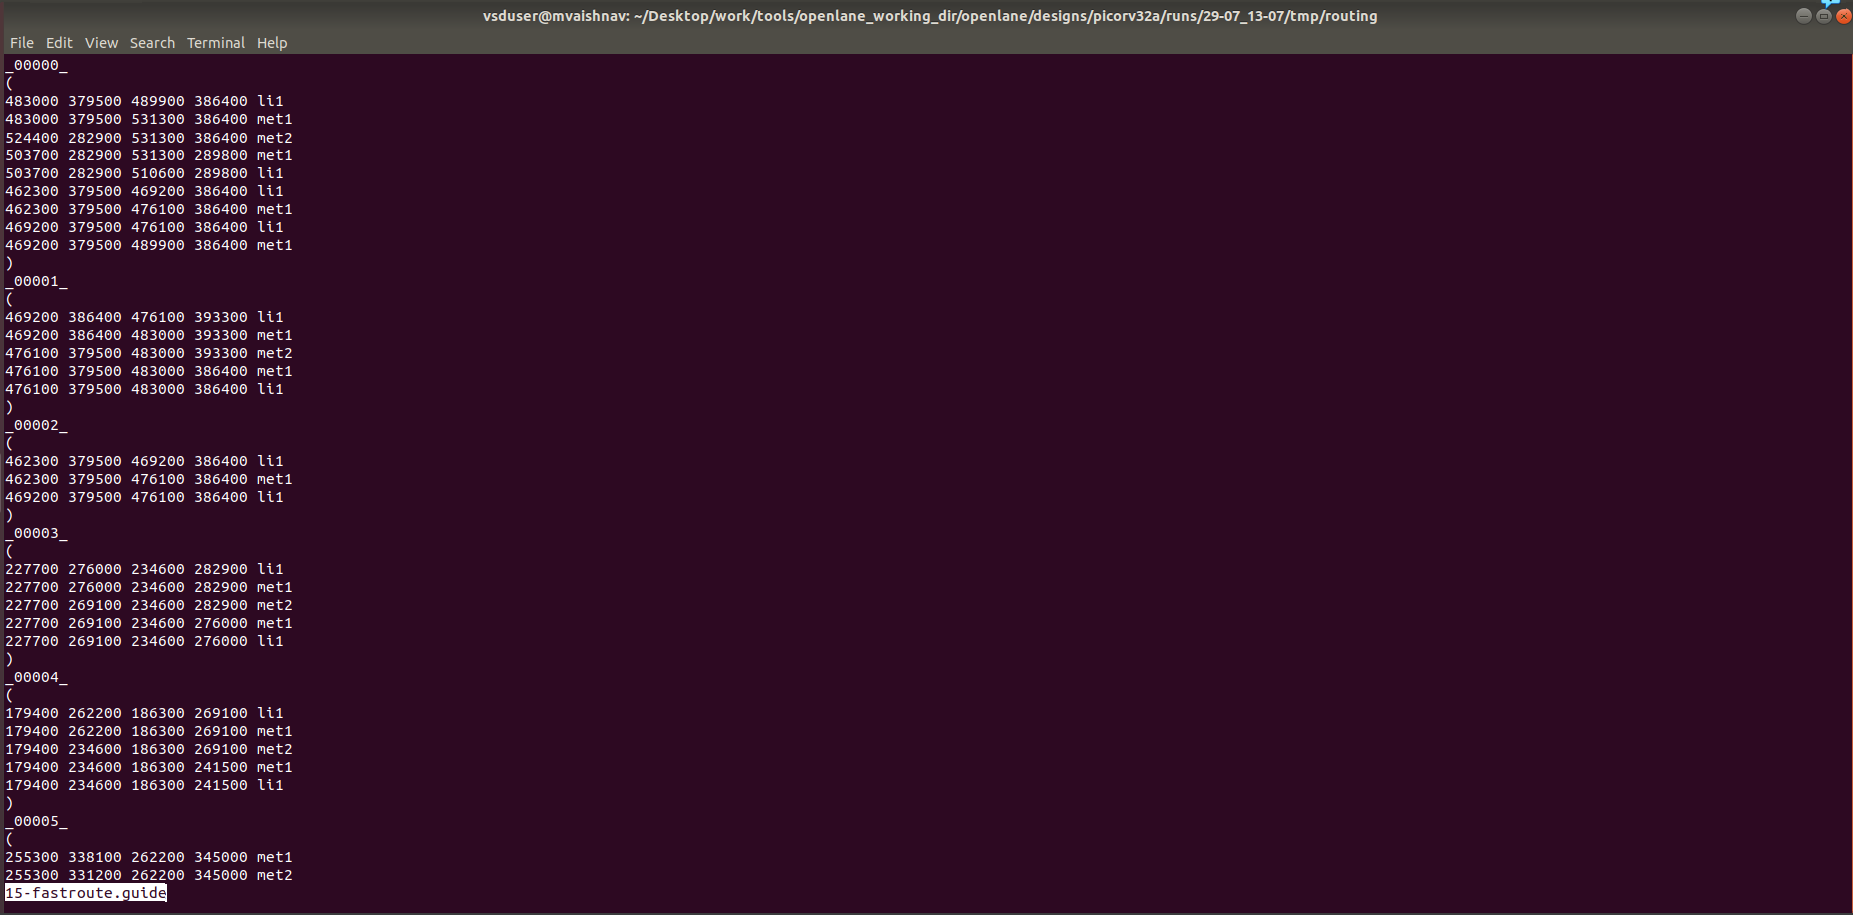 vsduser@mvaishnav: ~/Desktop/work/tools/openlane_working_dir/openlane/designs/picorv32a/runs/29-07_13-07/tmp/routing
File Edit View Search Terminal Help
_00000_
(
483000 379500 489900 386400 li1
483000 379500 531300 386400 met1
524400 282900 531300 386400 met2
503700 282900 531300 289800 met1
503700 282900 510600 289800 li1
462300 379500 469200 386400 li1
462300 379500 476100 386400 met1
469200 379500 476100 386400 li1
469200 379500 489900 386400 met1
)
_00001_
(
469200 386400 476100 393300 li1
469200 386400 483000 393300 met1
476100 379500 483000 393300 met2
476100 379500 483000 386400 met1
476100 379500 483000 386400 li1
)
_00002_
(
462300 379500 469200 386400 li1
462300 379500 476100 386400 met1
469200 379500 476100 386400 li1
)
_00003_
(
227700 276000 234600 282900 li1
227700 276000 234600 282900 met1
227700 269100 234600 282900 met2
227700 269100 234600 276000 met1
227700 269100 234600 276000 li1
)
_00004_
(
179400 262200 186300 269100 li1
179400 262200 186300 269100 met1
179400 234600 186300 269100 met2
179400 234600 186300 241500 met1
179400 234600 186300 241500 li1
)
_00005_
(
255300 338100 262200 345000 met1
255300 331200 262200 345000 met2
15-fastroute.guide